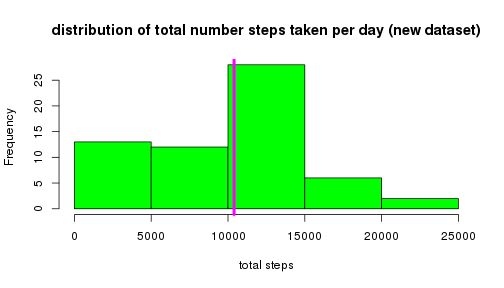 distribution of total number steps taken per day (new dataset)
Frequency
25
20
15
10
5
0
0 5000 10000 15000 20000 25000
total steps